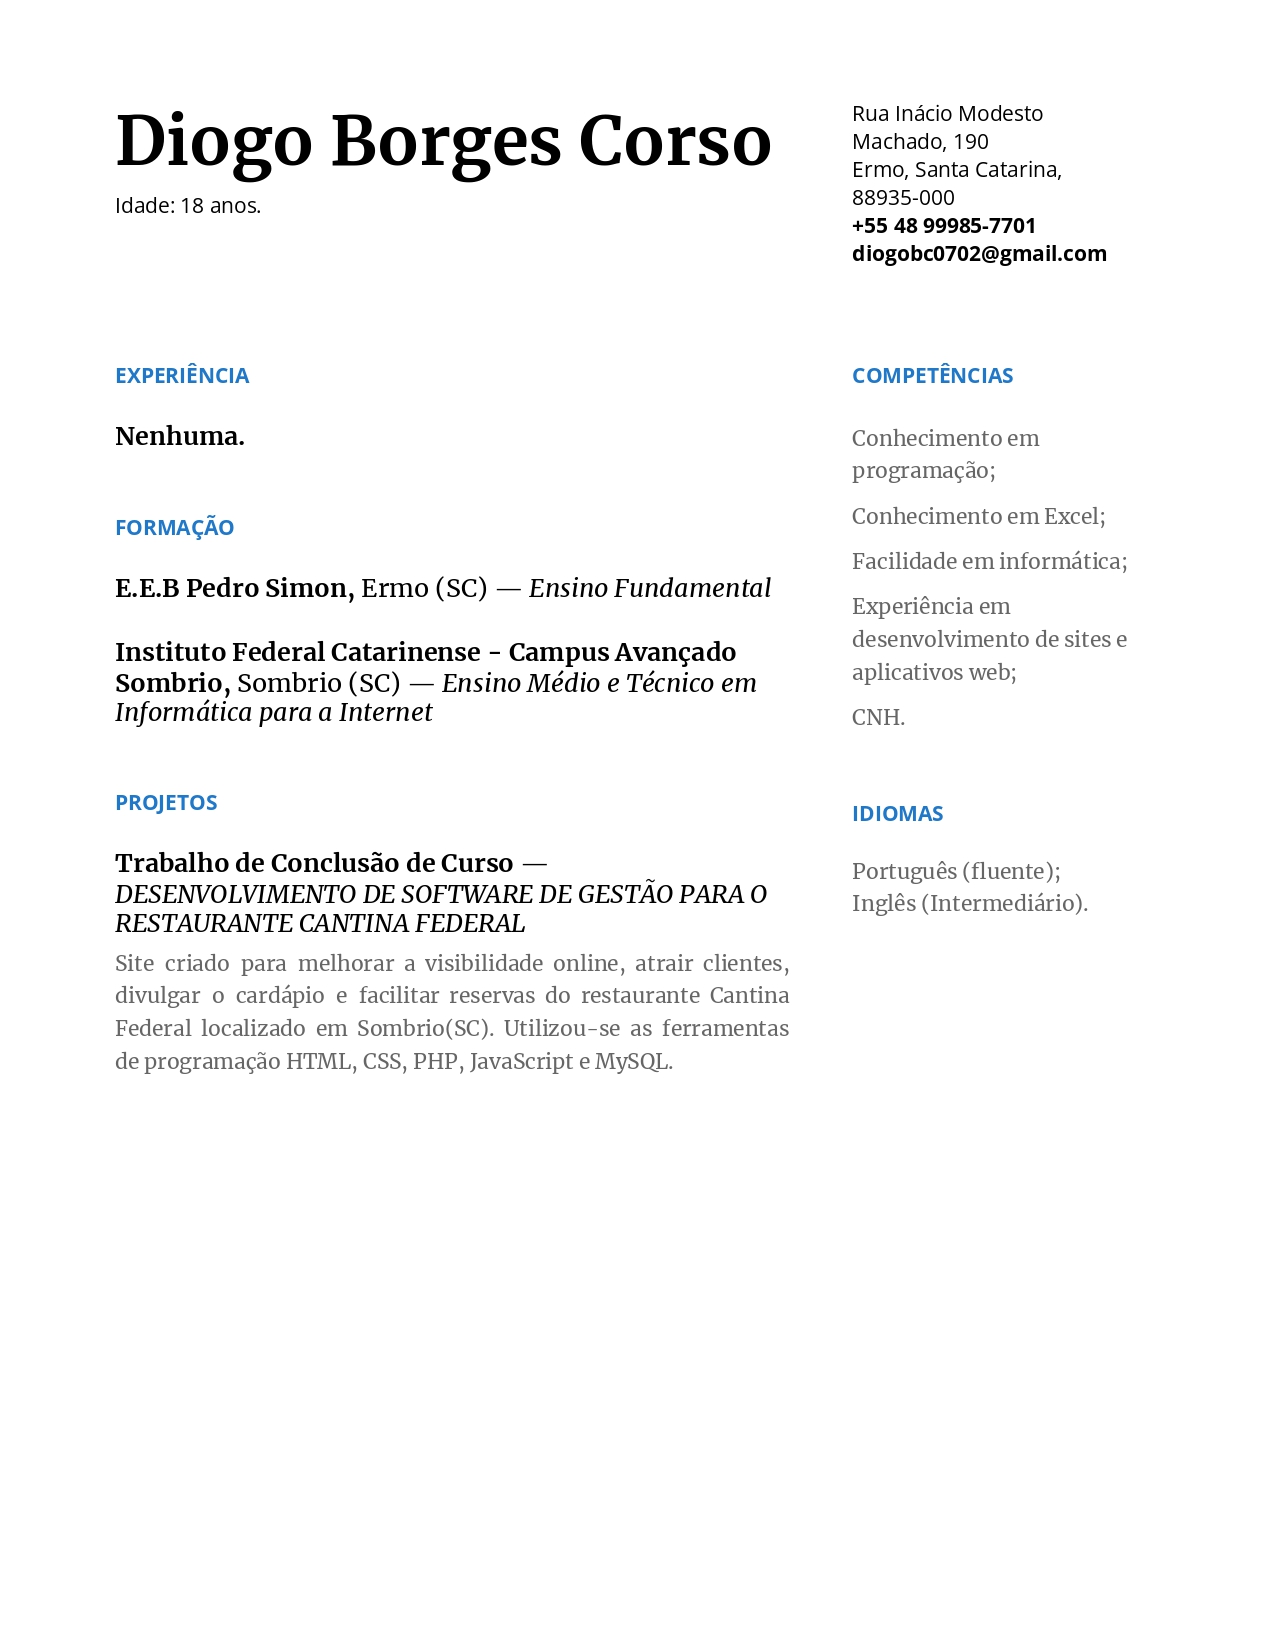 Diogo Borges Corso
Idade: 18 anos.
Rua Inácio Modesto
Machado, 190
Ermo, Santa Catarina,
88935-000
+55 48 99985-7701
diogobc0702@gmail.com
EXPERIÊNCIA
Nenhuma.
FORMAÇÃO
E.E.B Pedro Simon, Ermo (SC) — Ensino Fundamental
Instituto Federal Catarinense - Campus Avançado
Sombrio, Sombrio (SC) — Ensino Médio e Técnico em
Informática para a Internet
PROJETOS
Trabalho de Conclusão de Curso —
DESENVOLVIMENTO DE SOFTWARE DE GESTÃO PARA O
RESTAURANTE CANTINA FEDERAL
Site criado para melhorar a visibilidade online, atrair clientes,
divulgar o cardápio e facilitar reservas do restaurante Cantina
Federal localizado em Sombrio(SC). Utilizou-se as ferramentas
de programação HTML, CSS, PHP, JavaScript e MySQL.
COMPETÊNCIAS
Conhecimento em
programação;
Conhecimento em Excel;
Facilidade em informática;
Experiência em
desenvolvimento de sites e
aplicativos web;
CNH.
IDIOMAS
Português (fluente);
Inglês (Intermediário).